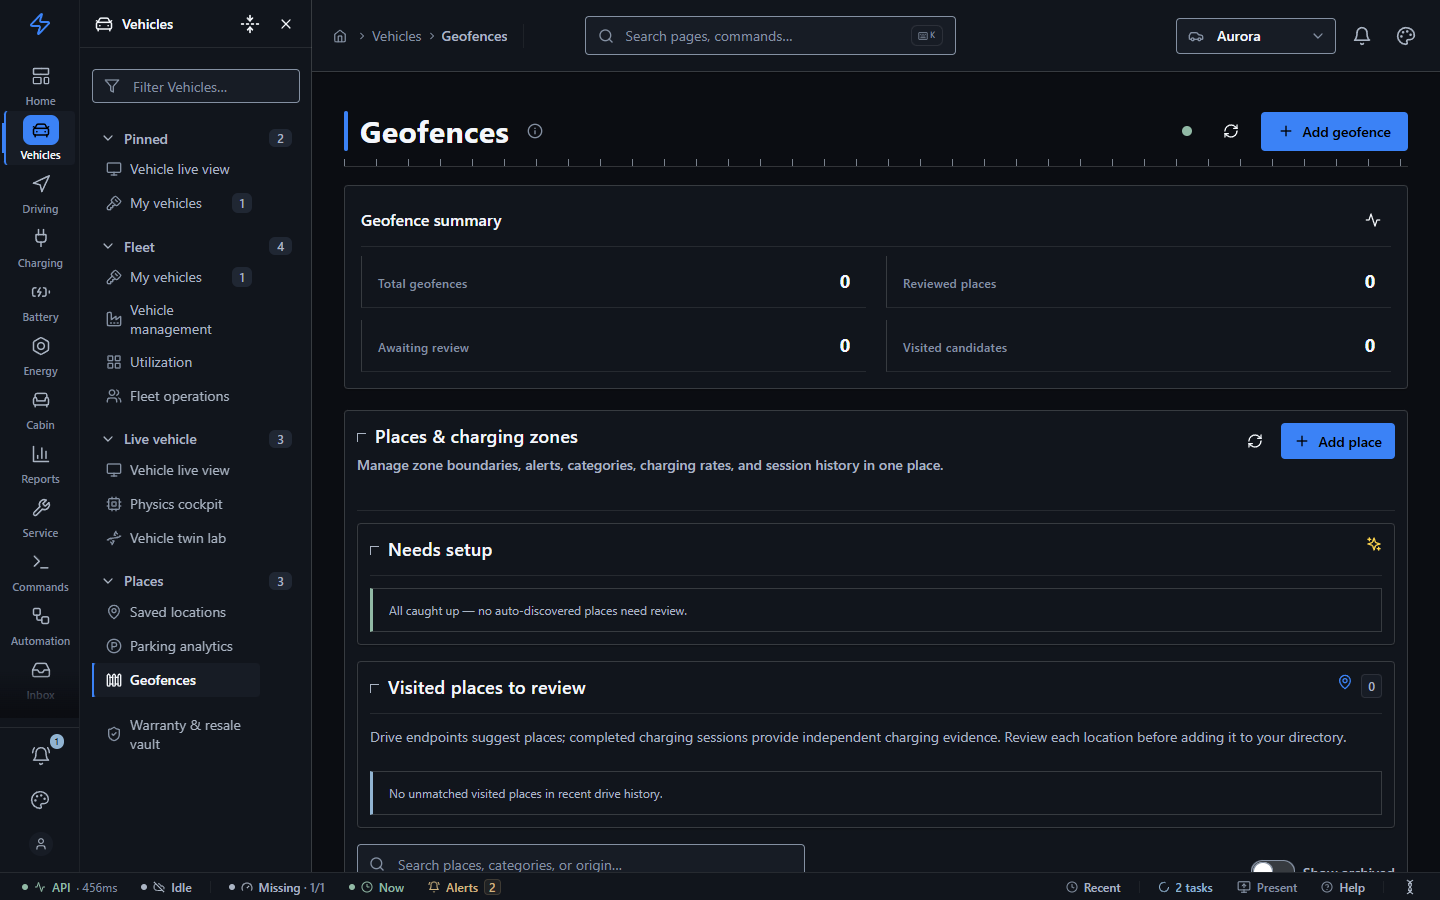 Vehicles
Filter Vehicles...
Home
Vehicles
Driving
Charging
Battery
Energy
Cabin
Reports
Service
Commands
Automation
Inbox
1
Pinned 2
Vehicle live view
My vehicles 1
Fleet 4
My vehicles 1
Vehicle
management
Utilization
Fleet operations
Live vehicle 3
Vehicle live view
Physics cockpit
Vehicle twin lab
Places 3
Saved locations
Parking analytics
Geofences
Warranty & resale
vault
Vehicles > Geofences
Search pages, commands... K
Aurora
Geofences
Add geofence
Geofence summary
Total geofences 0
Reviewed places 0
Awaiting review 0
Visited candidates 0
Places & charging zones
Add place
Manage zone boundaries, alerts, categories, charging rates, and session history in one place.
Needs setup
All caught up — no auto-discovered places need review.
Visited places to review
0
Drive endpoints suggest places; completed charging sessions provide independent charging evidence. Review each location before adding it to your directory.
No unmatched visited places in recent drive history.
Search places, categories, or origin...
Show archived
API · 456ms
Idle
Missing · 1/1
Now
Alerts 2
Recent
2 tasks
Present
Help